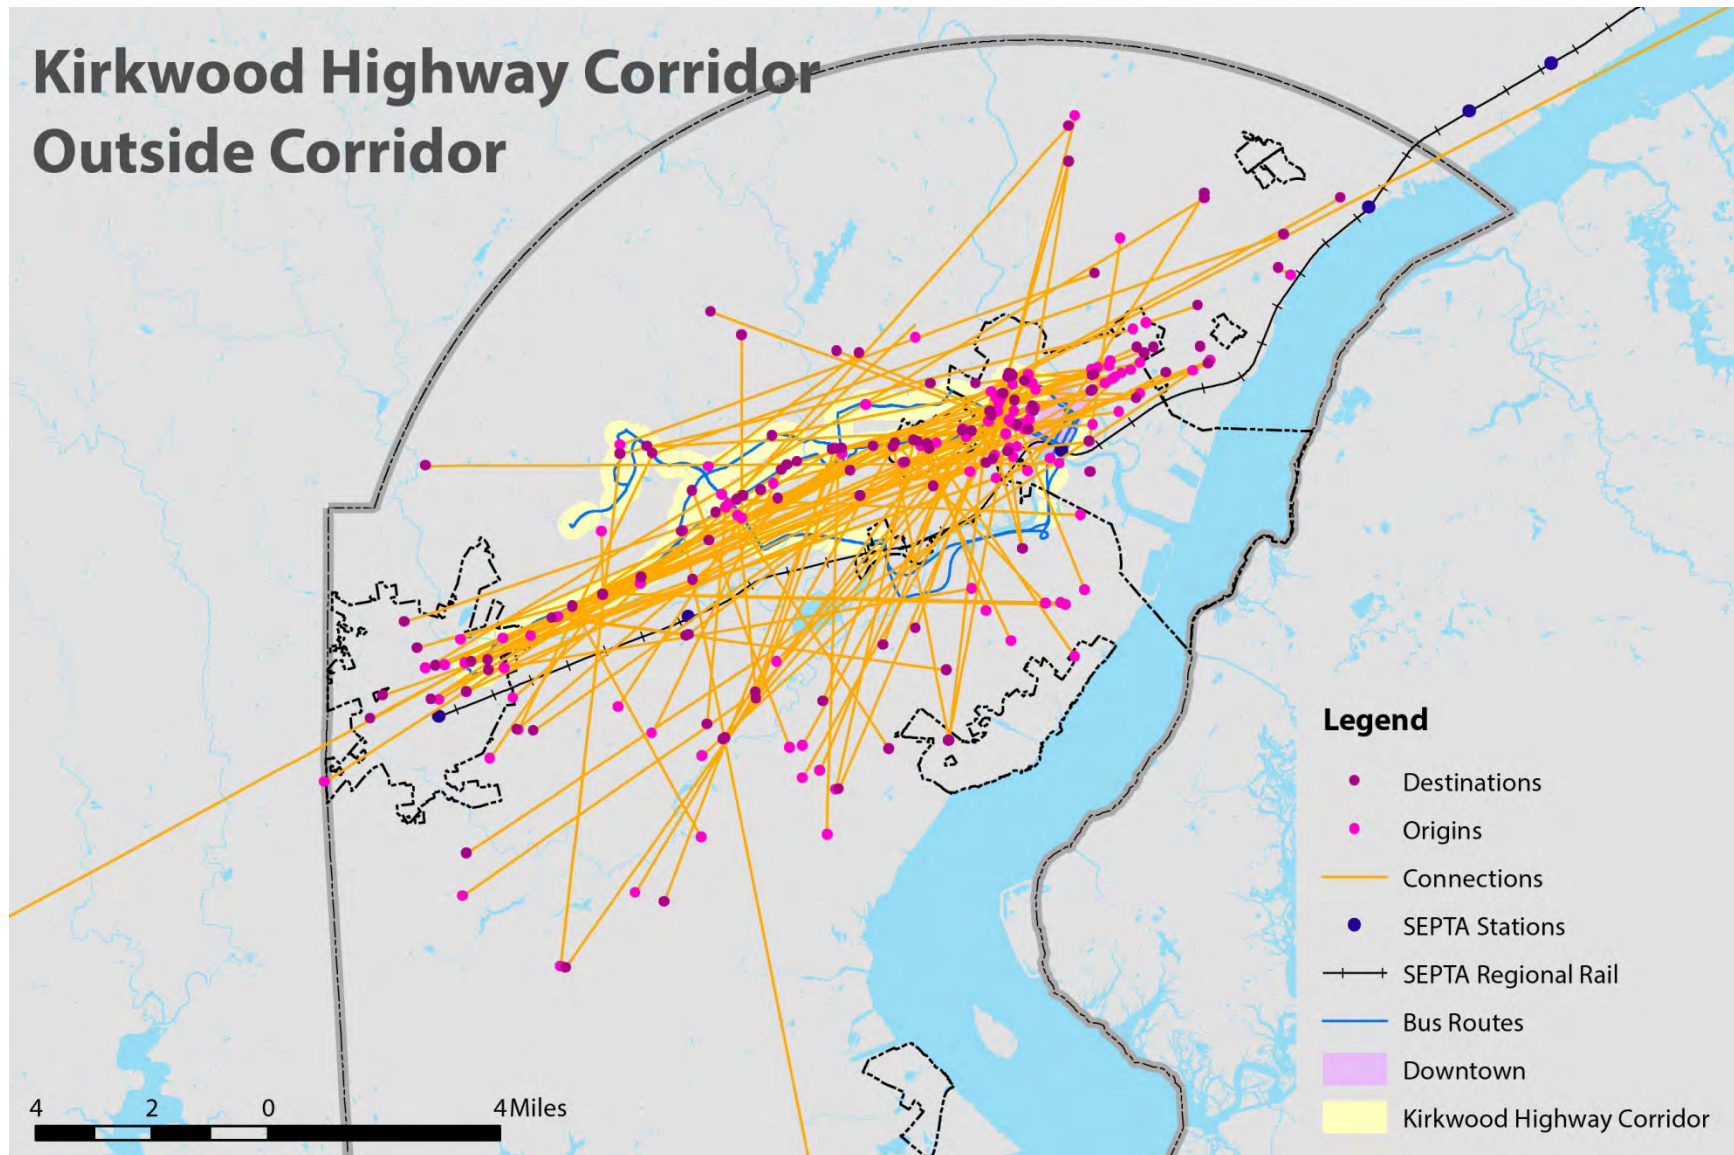 Kirkwood Highway Corridor
Outside Corridor
Legend
Destinations
Origins
Connections
SEPTA Stations
SEPTA Regional Rail
Bus Routes
Downtown
Kirkwood Highway Corridor
4 2 0 4 Miles